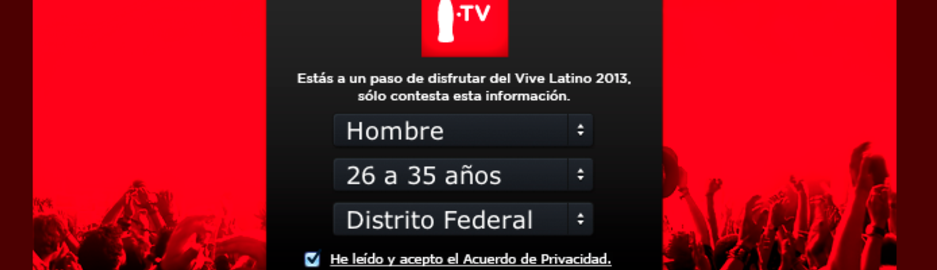 .TV
Estás a un paso de disfrutar del Vive Latino 2013,
sólo contesta esta información.
Hombre
26 a 35 años
Distrito Federal
He leído y acepto el Acuerdo de Privacidad.